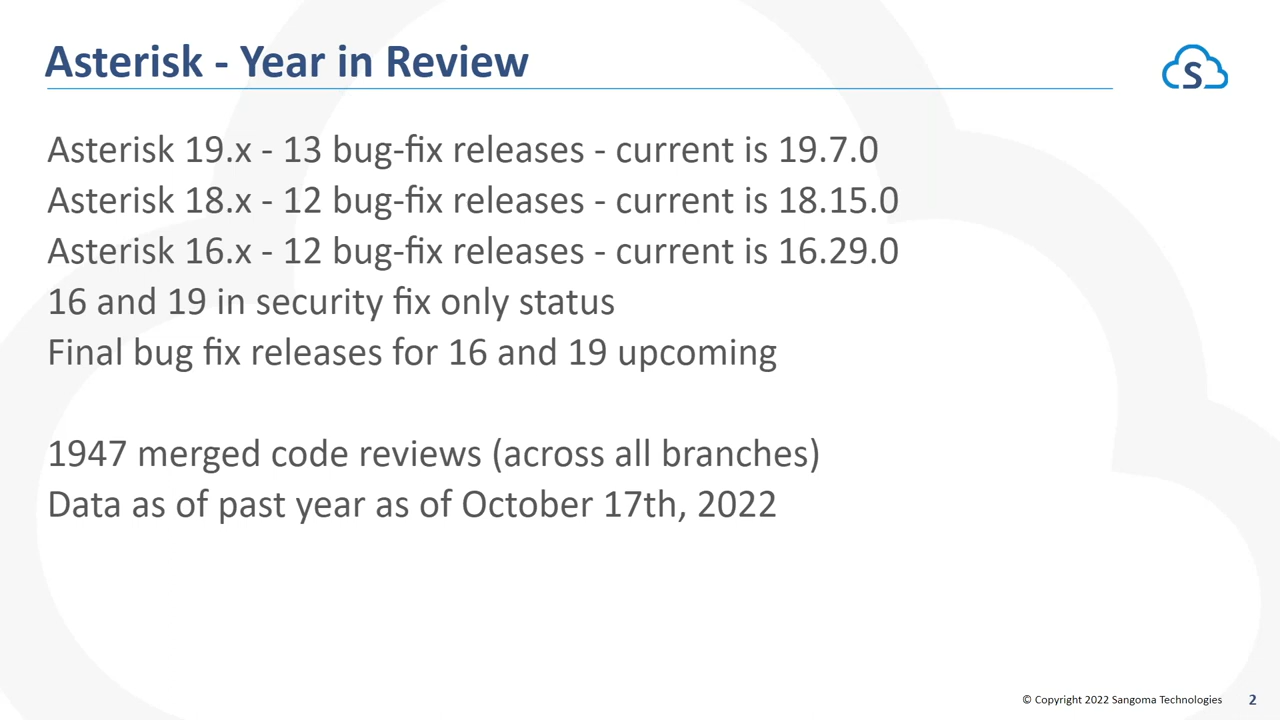 Asterisk - Year in Review
S
Asterisk 19.x - 13 bug-fix releases - current is 19.7.0
Asterisk 18.x - 12 bug-fix releases - current is 18.15.0
Asterisk 16.x - 12 bug-fix releases - current is 16.29.0
16 and 19 in security fix only status
Final bug fix releases for 16 and 19 upcoming
1947 merged code reviews (across all branches)
Data as of past year as of October 17th, 2022
© Copyright 2022 Sangoma Technologies 2